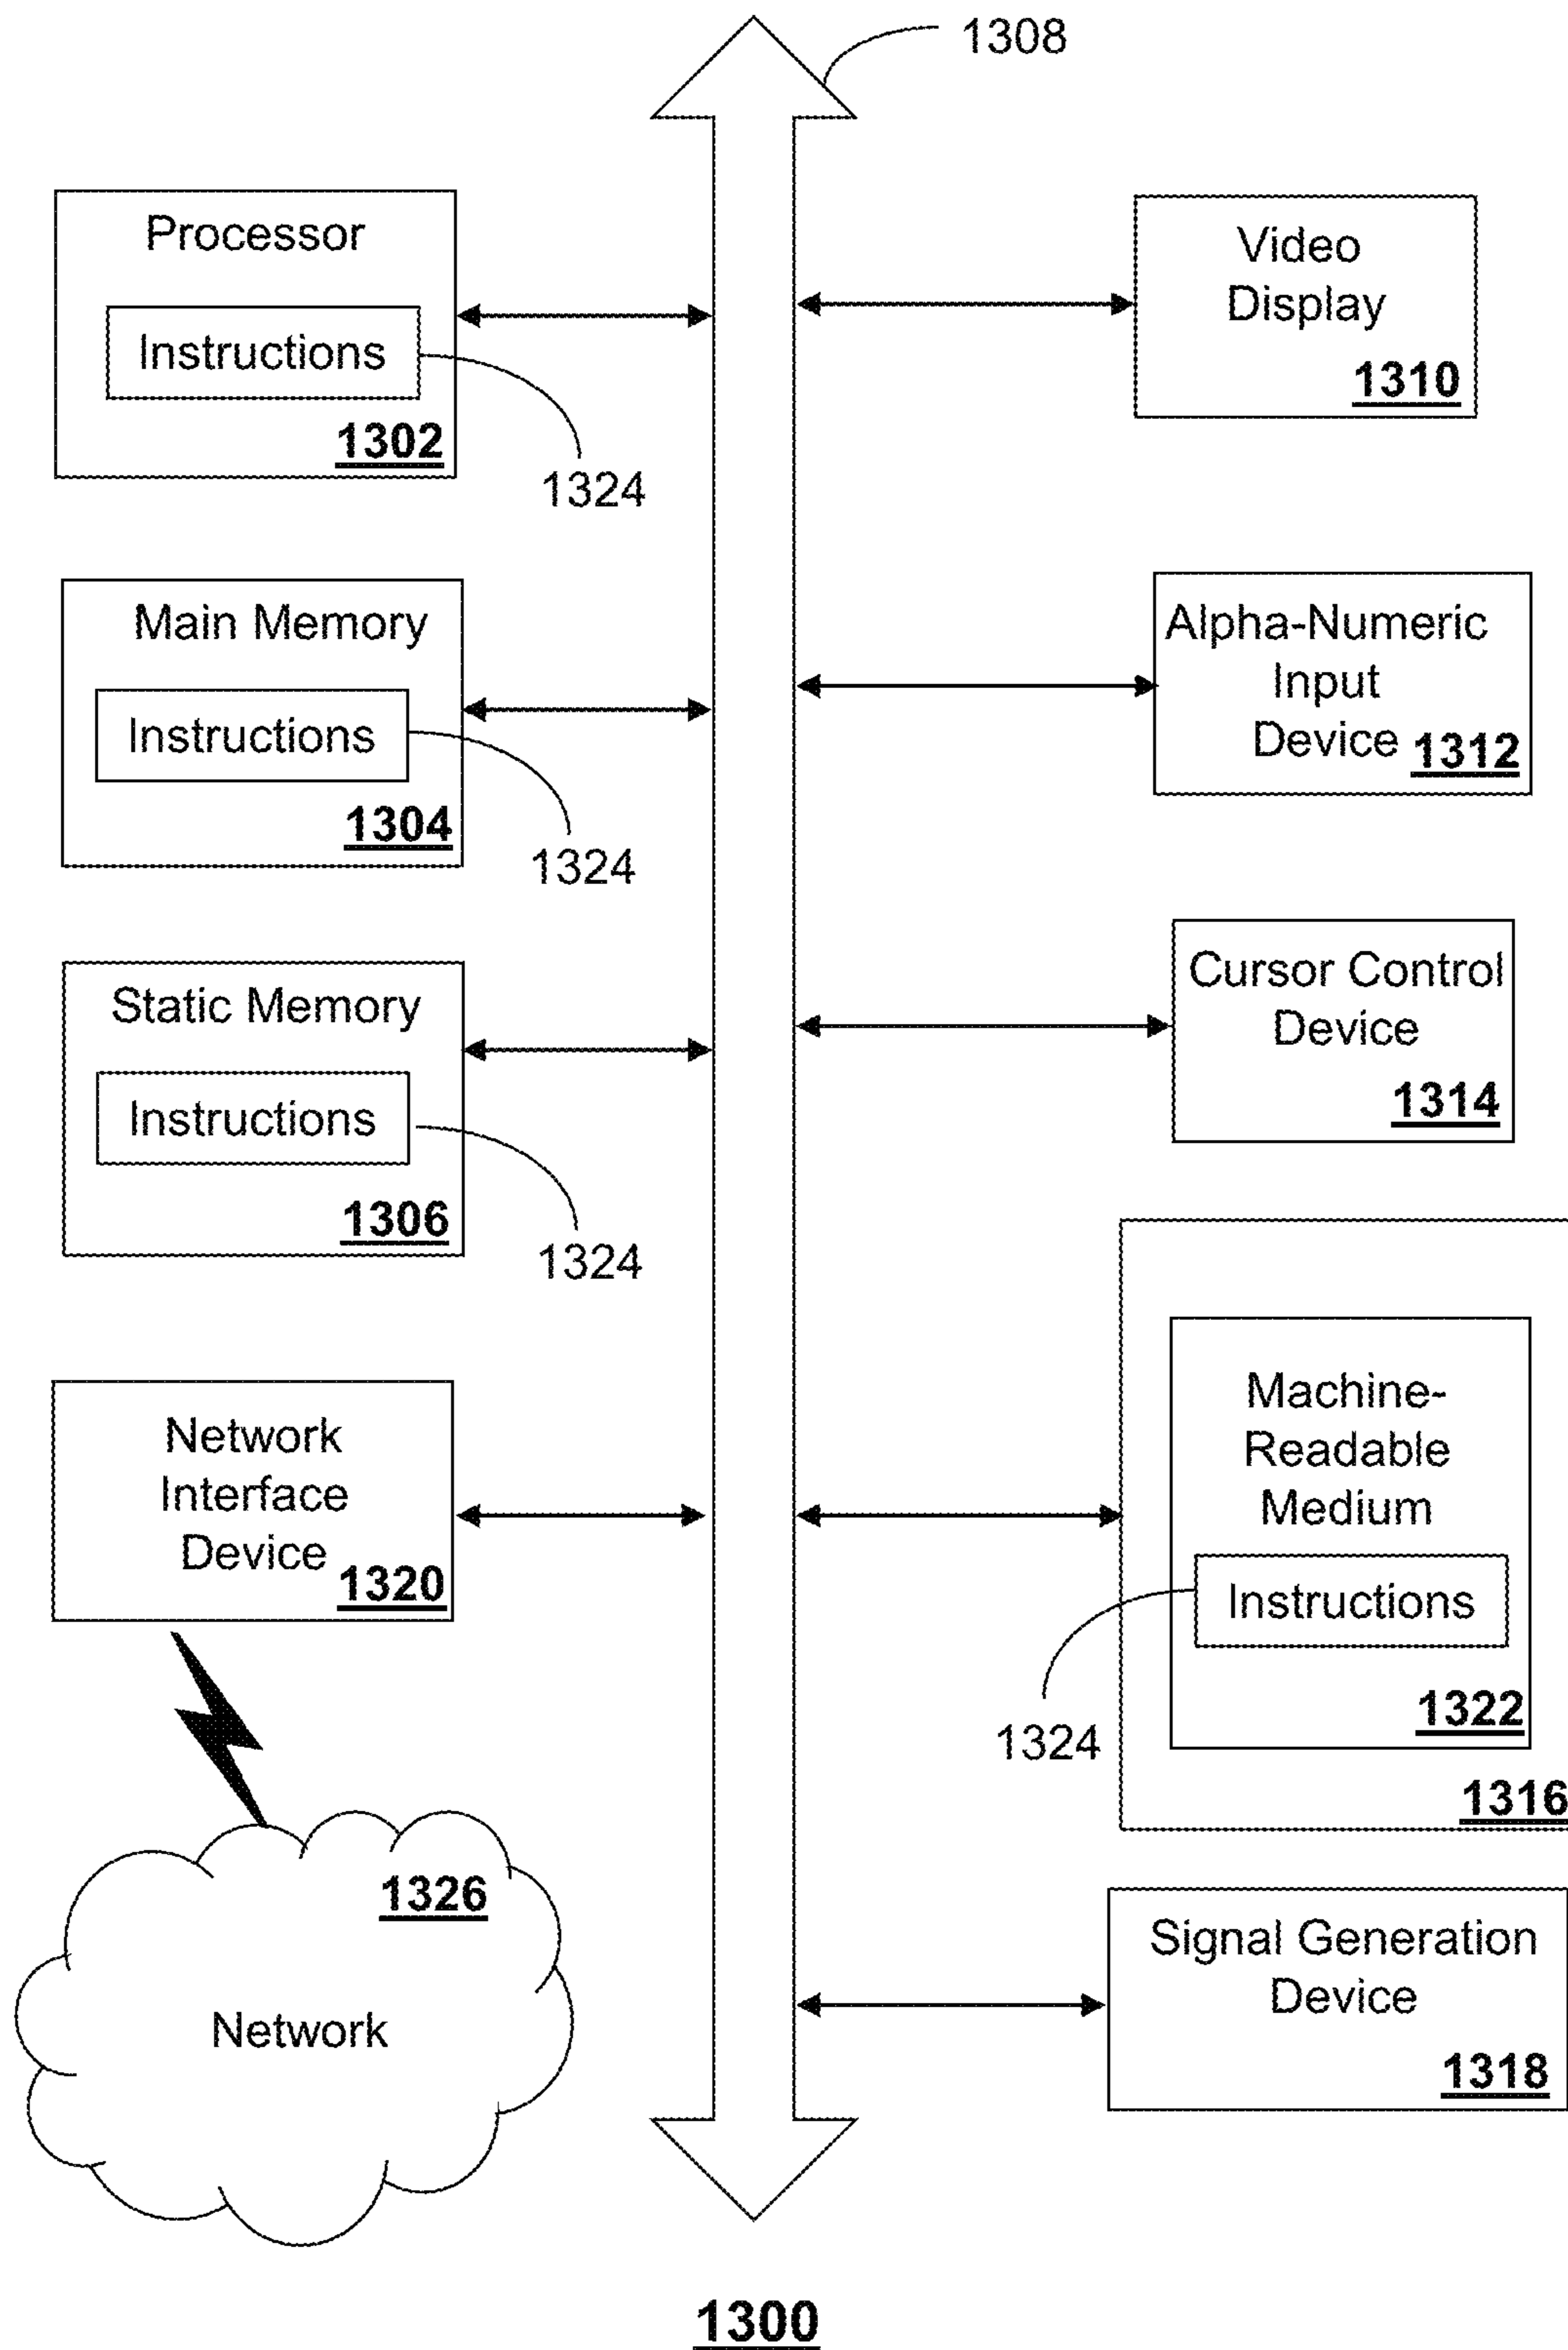 1308
Processor
Instructions
1302
1324
Main Memory
Instructions
1304
1324
Static Memory
Instructions
1306
1324
Network
Interface
Device
1320
1326
Network
Video
Display
1310
Alpha-Numeric
Input
Device 1312
Cursor Control
Device
1314
Machine-
Readable
Medium
Instructions
1322
1324
1316
Signal Generation
Device
1318
1300